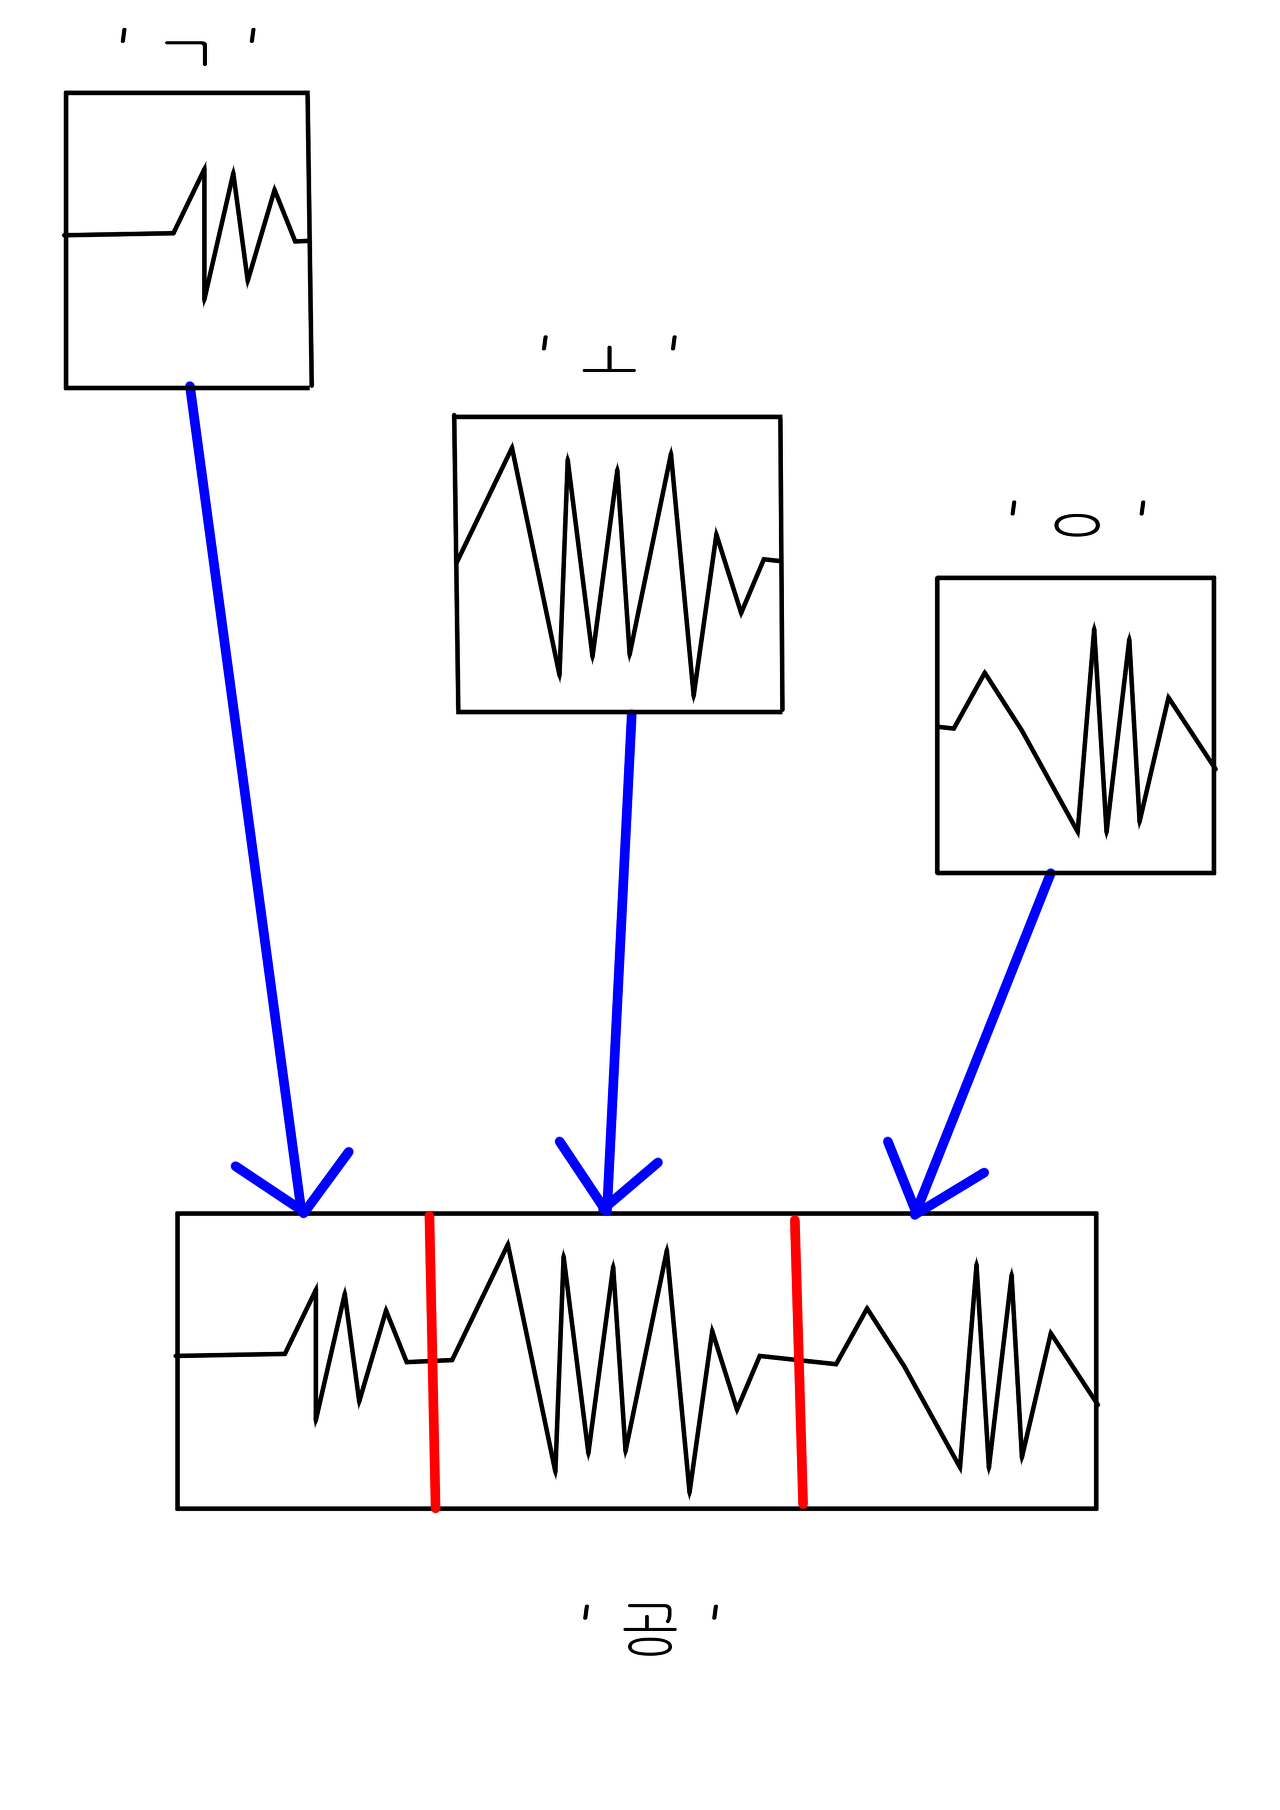 ' ㄱ '
' ㅗ '
' ㅇ '
' 공 '